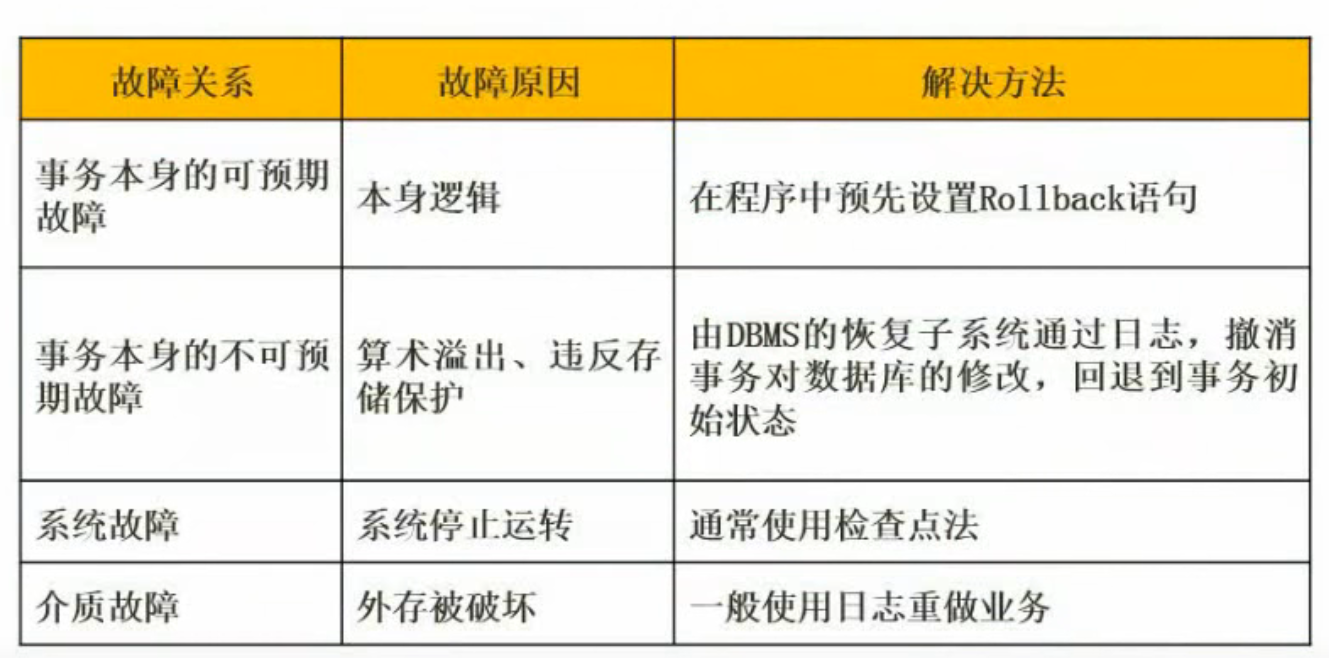 故障关系
故障原因
解决方法
事务本身的可预期
故障
本身逻辑
在程序中预先设置Rollback语句
事务本身的不可预
期故障
算术溢出、违反存
储保护
由DBMS的恢复子系统通过日志，撤消
事务对数据库的修改，回退到事务初
始状态
系统故障
系统停止运转
通常使用检查点法
介质故障
外存被破坏
一般使用日志重做业务